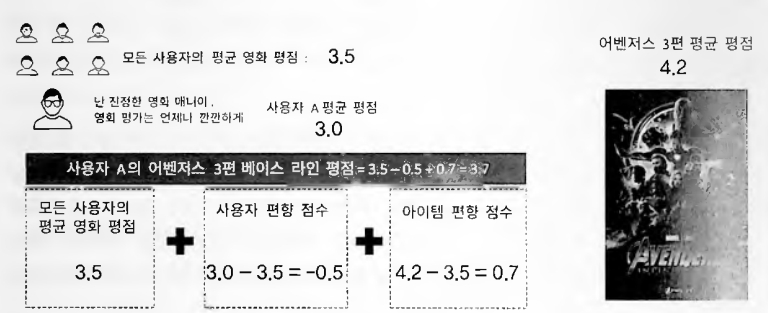 모든 사용자의 평균 영화 평점 : 3.5
난 진정한 영화 매니아.
영화 평가는 언제나 깐깐하게
사용자 A 평균 평점
3.0
어벤저스 3편 평균 평점
4.2
사용자 A의 어벤저스 3편 베이스 라인 평점 = 3.5 – 0.5 + 0.7 = 3.7
모든 사용자의
평균 영화 평점
3.5
+
사용자 편향 점수
3.0 – 3.5 = -0.5
+
아이템 편향 점수
4.2 – 3.5 = 0.7
AVENGERS